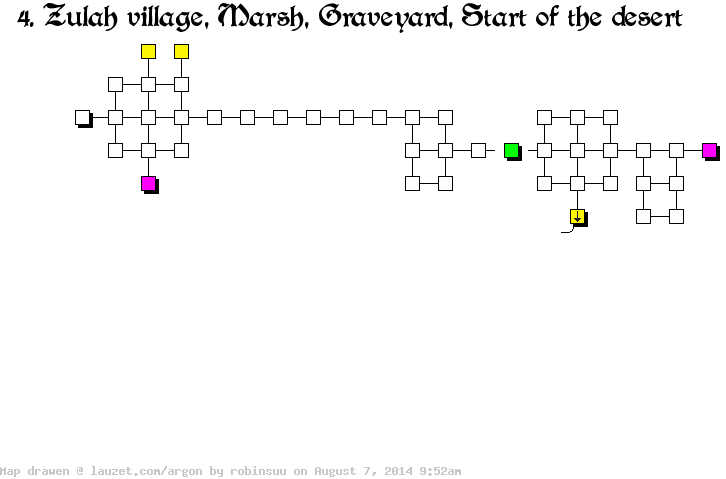 4. Zulah village, Marsh, Graveyard, Start of the desert
Map drawen @ lauzet.com/argon by robinsuu on August 7, 2014 9:52am